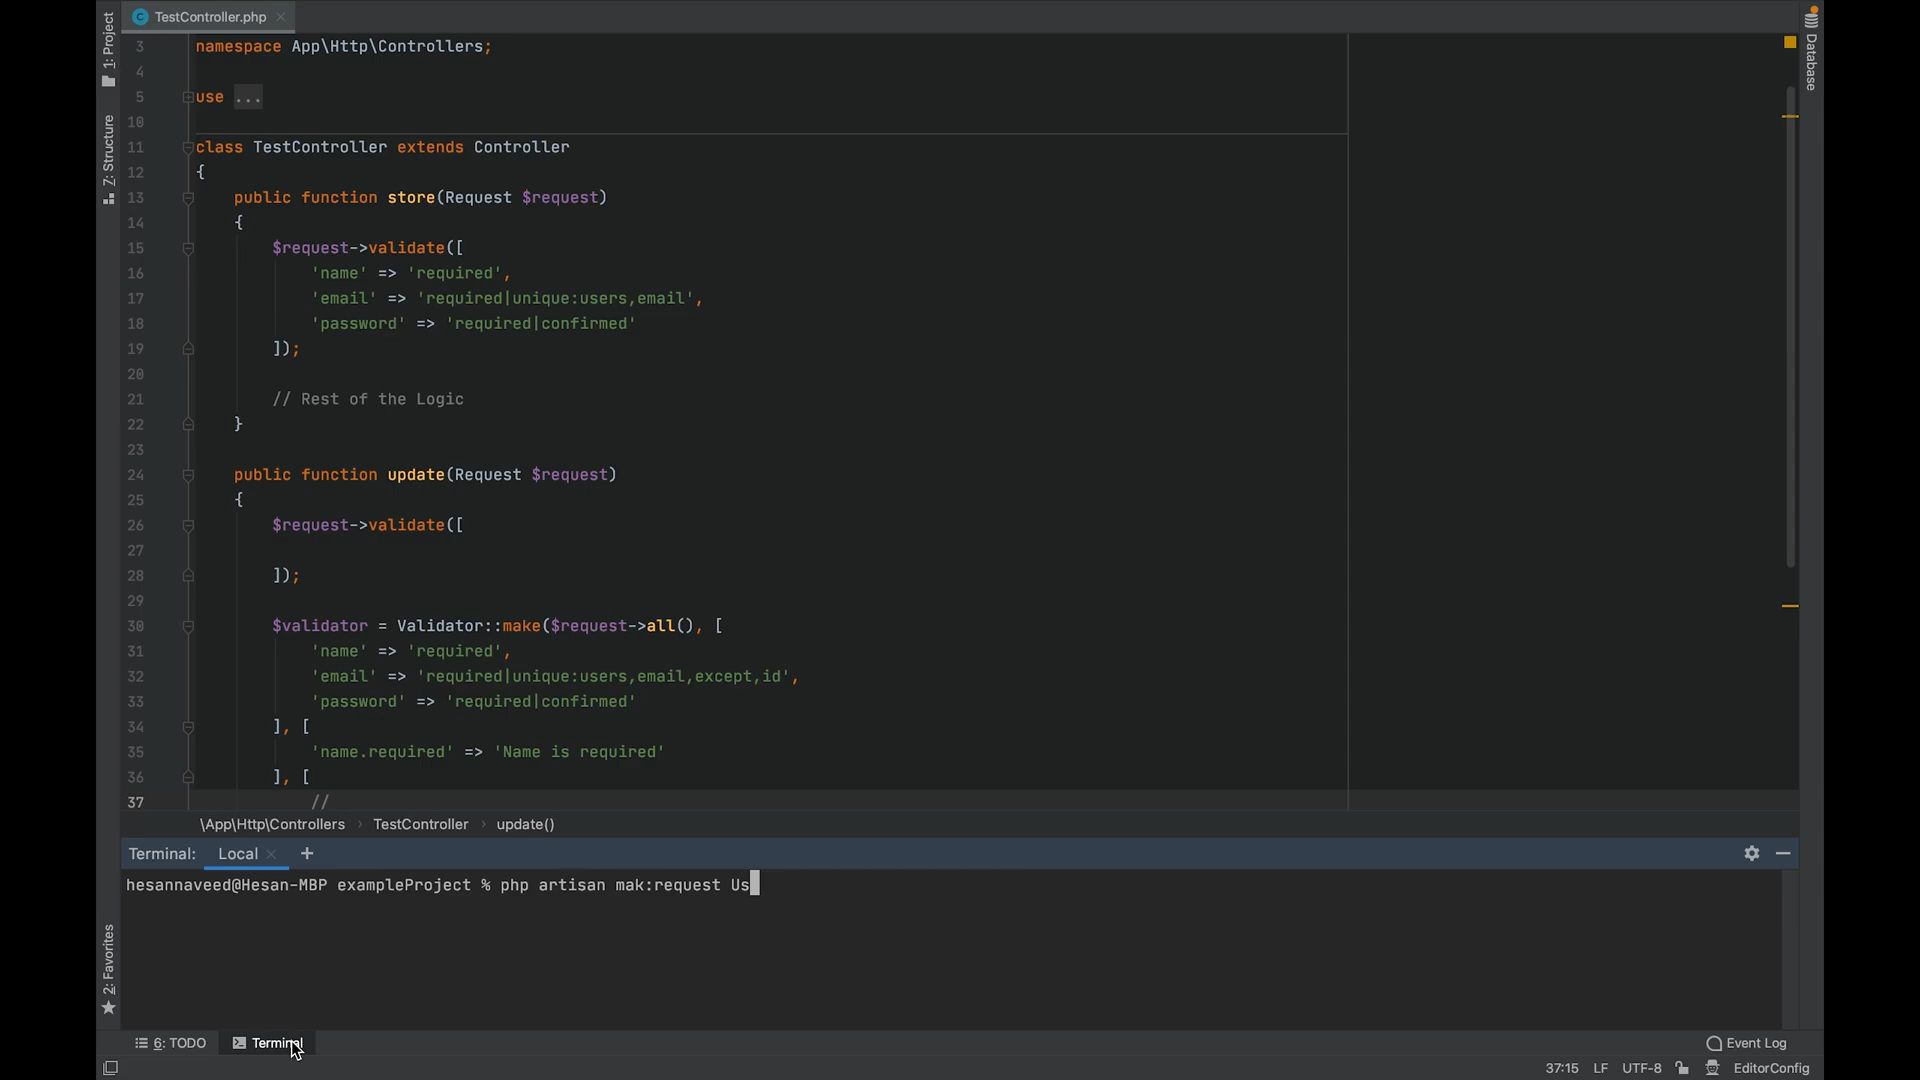 TestController.php
1: Project
Z: Structure
2: Favorites
Database
3 namespace App\Http\Controllers;
4
5 use ...
10
11 class TestController extends Controller
12 {
13 public function store(Request $request)
14 {
15 $request->validate([
16 'name' => 'required',
17 'email' => 'required|unique:users,email',
18 'password' => 'required|confirmed'
19 ]);
20
21 // Rest of the Logic
22 }
23
24 public function update(Request $request)
25 {
26 $request->validate([
27
28 ]);
29
30 $validator = Validator::make($request->all(), [
31 'name' => 'required',
32 'email' => 'required|unique:users,email,except,id',
33 'password' => 'required|confirmed'
34 ], [
35 'name.required' => 'Name is required'
36 ], [
37 //
\App\Http\Controllers › TestController › update()
Terminal: Local +
hesannaveed@Hesan-MBP exampleProject % php artisan mak:request Us
6: TODO Terminal Event Log
37:15 LF UTF-8 EditorConfig